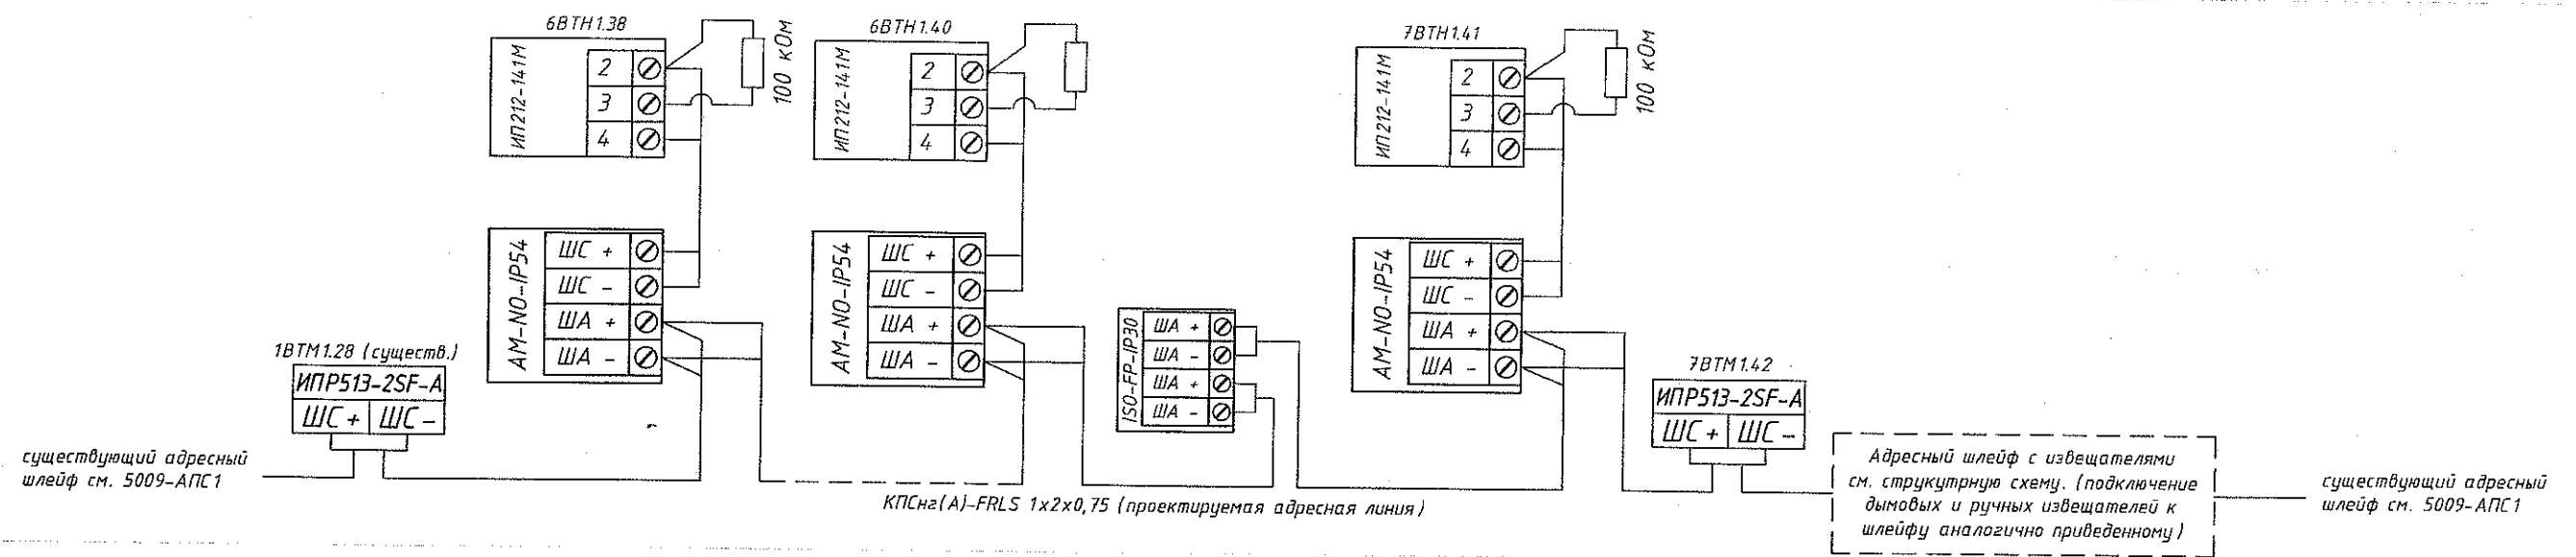 6ВТН1.38
ИП212-141М
2
3
4
100 кОм
6ВТН1.40
ИП212-141М
2
3
4
7ВТН1.41
ИП212-141М
2
3
4
100 кОм
АМ-NO-IP54
ШС +
ШС -
ША +
ША -
АМ-NO-IP54
ШС +
ШС -
ША +
ША -
ISO-FP-IP30
ША +
ША -
ША +
ША -
АМ-NO-IP54
ШС +
ШС -
ША +
ША -
1ВТМ1.28 (существ.)
ИПР513-2SF-А
ШС + ШС -
7ВТМ1.42
ИПР513-2SF-А
ШС + ШС -
существующий адресный
шлейф см. 5009-АПС1
КПСнг(А)-FRLS 1х2х0,75 (проектируемая адресная линия)
Адресный шлейф с извещателями
см. струкутрную схему. (подключение
дымовых и ручных извещателей к
шлейфу аналогично приведенному)
существующий адресный
шлейф см. 5009-АПС1